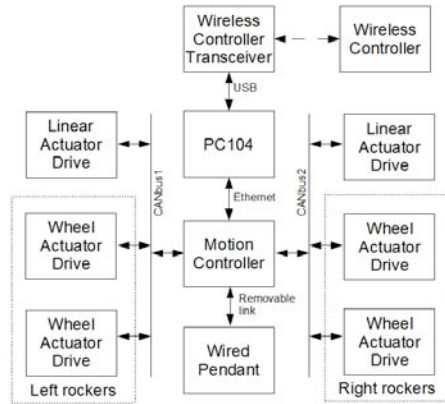 Wireless
Controller
Transceiver
Wireless
Controller
USB
Linear
Actuator
Drive
CANbus1
PC104
CANbus2
Linear
Actuator
Drive
Ethernet
Wheel
Actuator
Drive
Motion
Controller
Wheel
Actuator
Drive
Removable
link
Wheel
Actuator
Drive
Wired
Pendant
Wheel
Actuator
Drive
Left rockers
Right rockers